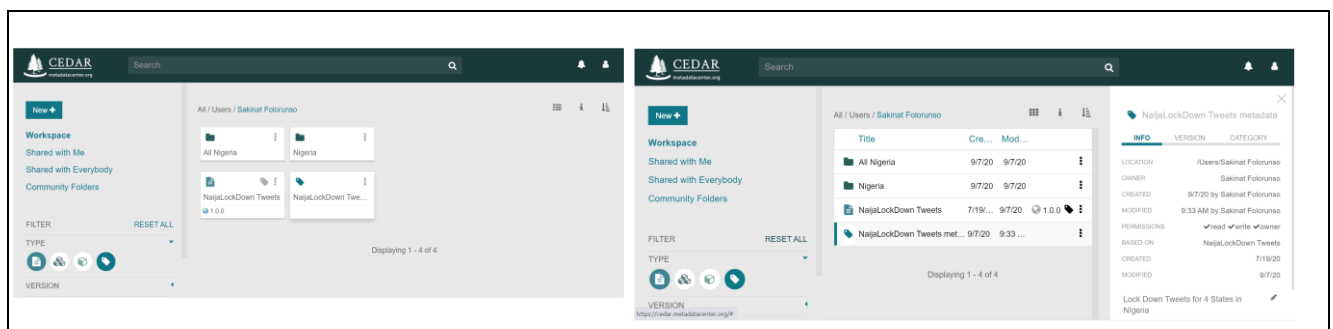 CEDAR
metadatacenter.org
Search
New +
Workspace
Shared with Me
Shared with Everybody
Community Folders
FILTER RESET ALL
TYPE
VERSION
All / Users / Sakinat Folorunso
All Nigeria
Nigeria
NaijaLockDown Tweets
1.0.0
NaijaLockDown Twe...
Displaying 1 - 4 of 4
CEDAR
metadatacenter.org
Search
New +
Workspace
Shared with Me
Shared with Everybody
Community Folders
FILTER RESET ALL
TYPE
VERSION
https://cedar.metadatacenter.org/#
All / Users / Sakinat Folorunso
Title Cre... Mod...
All Nigeria 9/7/20 9/7/20
Nigeria 9/7/20 9/7/20
NaijaLockDown Tweets 7/19/... 9/7/20 1.0.0
NaijaLockDown Tweets met... 9/7/20 9:33 ...
Displaying 1 - 4 of 4
NaijaLockDown Tweets metadata
INFO VERSION CATEGORY
LOCATION /Users/Sakinat Folorunso
OWNER Sakinat Folorunso
CREATED 9/7/20 by Sakinat Folorunso
MODIFIED 9:33 AM by Sakinat Folorunso
PERMISSIONS ✔read ✔write ✔owner
BASED ON NaijaLockDown Tweets
CREATED 7/19/20
MODIFIED 9/7/20
Lock Down Tweets for 4 States in
Nigeria